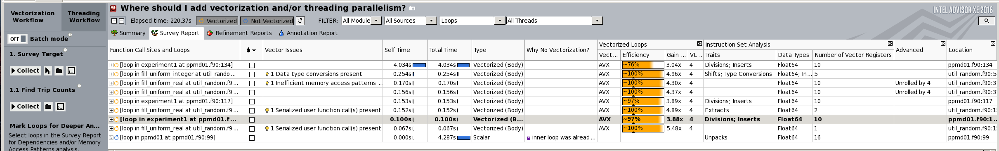 Vectorization Workflow
Threading Workflow
OFF Batch mode ?
1. Survey Target ?
Collect
1.1 Find Trip Counts ?
Collect
Mark Loops for Deeper An...
Select loops in the Survey Report
for Dependencies and/or Memory
Access Patterns analysis.
Ad Where should I add vectorization and/or threading parallelism?
INTEL ADVISOR XE 2016
Elapsed time: 220.37s Vectorized Not Vectorized FILTER: All Module All Sources Loops All Threads
Summary Survey Report Refinement Reports Annotation Report
Function Call Sites and Loops Vector Issues Self Time Total Time Type Why No Vectorization? Vectorized Loops Instruction Set Analysis Advanced Location
Vect... Efficiency Gain ... VL .. Traits Data Types Number of Vector Registers
[loop in experiment1 at ppmd01.f90:134] 4.034s 4.034s Vectorized (Body) AVX ~76% 3.04x 4 Divisions; Inserts Float64 10 ppmd01.f90:134
[loop in fill_uniform_integer at util_rando ... 1 Data type conversions present 0.254s 0.254s Vectorized (Body) AVX ~100% 4.96x 4 Shifts; Type Conversions Float64; In... 5 util_random.f90:5
[loop in fill_uniform_real at util_random.f9 ... 1 Inefficient memory access patterns .. 0.170s 0.170s Vectorized (Body) AVX ~100% 4.30x 4 Float64 10 Unrolled by 4 util_random.f90:3
[loop in fill_uniform_real at util_random.f9 ... 0.156s 0.156s Vectorized (Body) AVX ~100% 4.37x 4 Float64 10 Unrolled by 4 util_random.f90:3
[loop in experiment1 at ppmd01.f90:117] 0.153s 0.153s Vectorized (Body) AVX ~97% 3.89x 4 Divisions; Inserts Float64 10 ppmd01.f90:117
[loop in fill_uniform_real at util_random.f9 ... 1 Serialized user function call(s) present 0.152s 0.152s Vectorized (Body) AVX ~100% 4.89x 4 Extracts Float64 2 util_random.f90:1
[loop in experiment1 at ppmd01.f... 0.100s 0.100s Vectorized (B... AVX ~97% 3.88x 4 Divisions; Inserts Float64 10 ppmd01.f90:1..
[loop in fill_uniform_real at util_random.f9 ... 1 Serialized user function call(s) present 0.067s 0.067s Vectorized (Body) AVX ~100% 5.48x 4 Float64 1 util_random.f90:1
[loop in ppmd01 at ppmd01.f90:99] 0.000s 4.287s Scalar inner loop was alread ... Unpacks Float64 16 ppmd01.f90:99